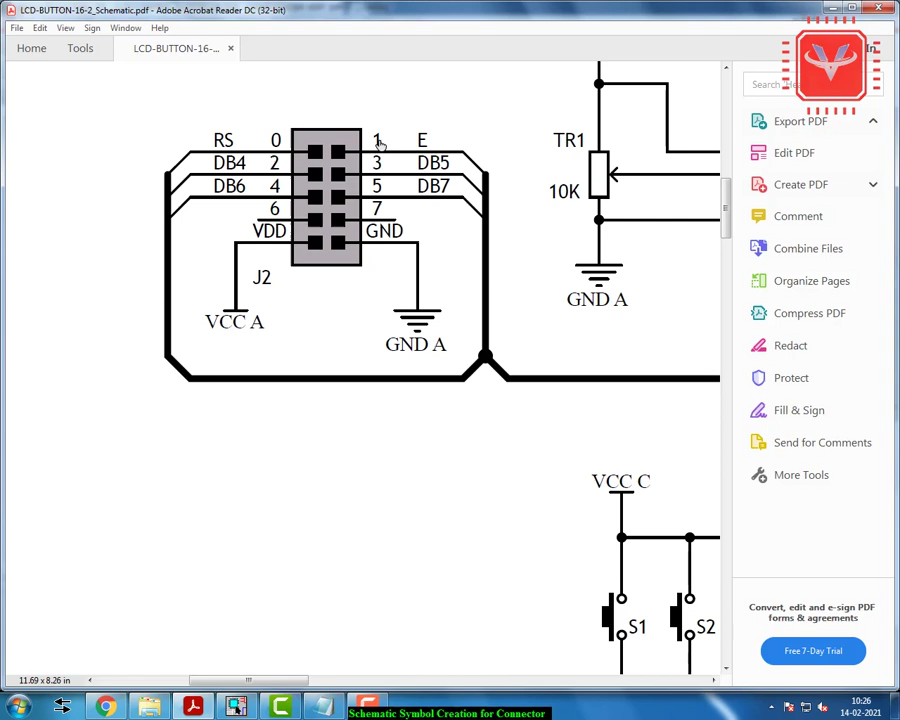 LCD-BUTTON-16-2_Schematic.pdf - Adobe Acrobat Reader DC (32-bit)
File Edit View Sign Window Help
Home Tools LCD-BUTTON-16-... × In
Search
Export PDF
Edit PDF
Create PDF
Comment
Combine Files
Organize Pages
Compress PDF
Redact
Protect
Fill & Sign
Send for Comments
More Tools
Convert, edit and e-sign PDF
forms & agreements
Free 7-Day Trial
RS 0 1 E
DB4 2 3 DB5
DB6 4 5 DB7
6 7
VDD GND
J2
VCC A
GND A
TR1
10K
GND A
VCC C
S1 S2
11.69 x 8.26 in
10:26
14-02-2021
Schematic Symbol Creation for Connector